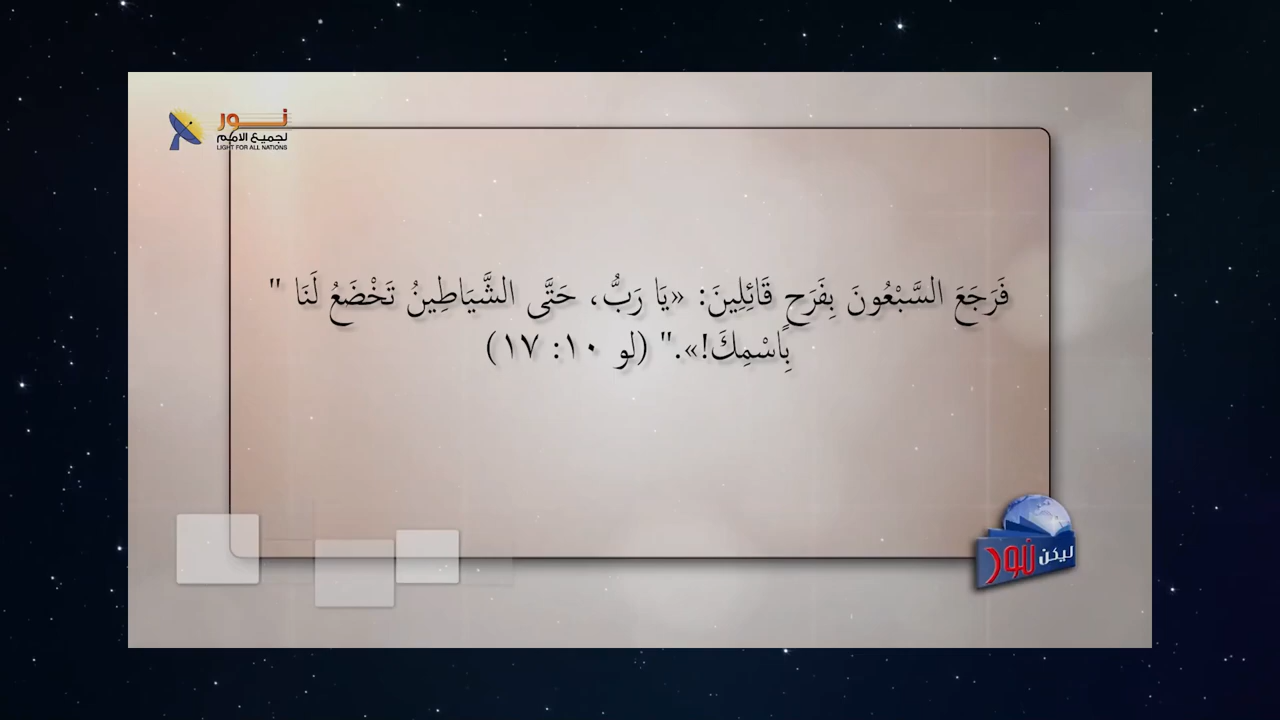 نور
لجميع الامم
LIGHT FOR ALL NATIONS
فَرَجَعَ السَّبْعُونَ بِفَرَحٍ قَائِلِينَ: «يَا رَبُّ، حَتَّى الشَّيَاطِينُ تَخْضَعُ لَنَا "
بِاسْمِكَ!»." (لو ١٠: ١٧)
ليكن نور